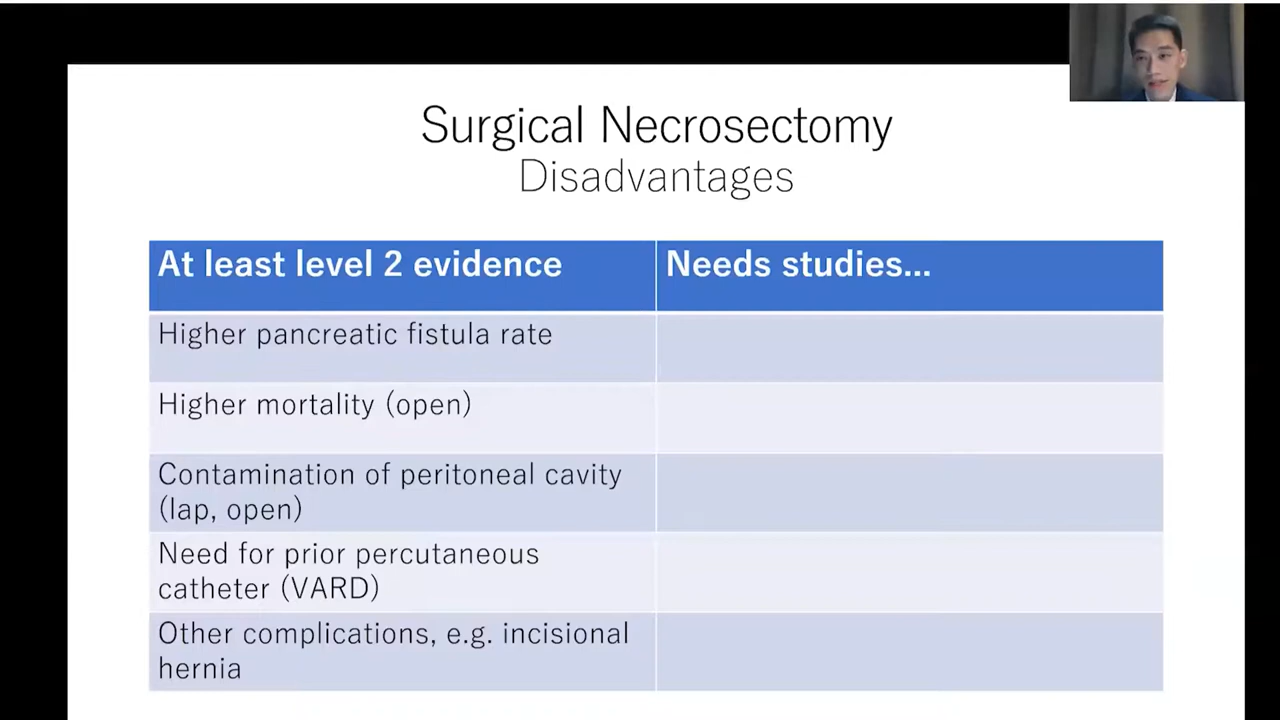 Surgical Necrosectomy
Disadvantages
At least level 2 evidence
Needs studies...
Higher pancreatic fistula rate
Higher mortality (open)
Contamination of peritoneal cavity
(lap, open)
Need for prior percutaneous
catheter (VARD)
Other complications, e.g. incisional
hernia